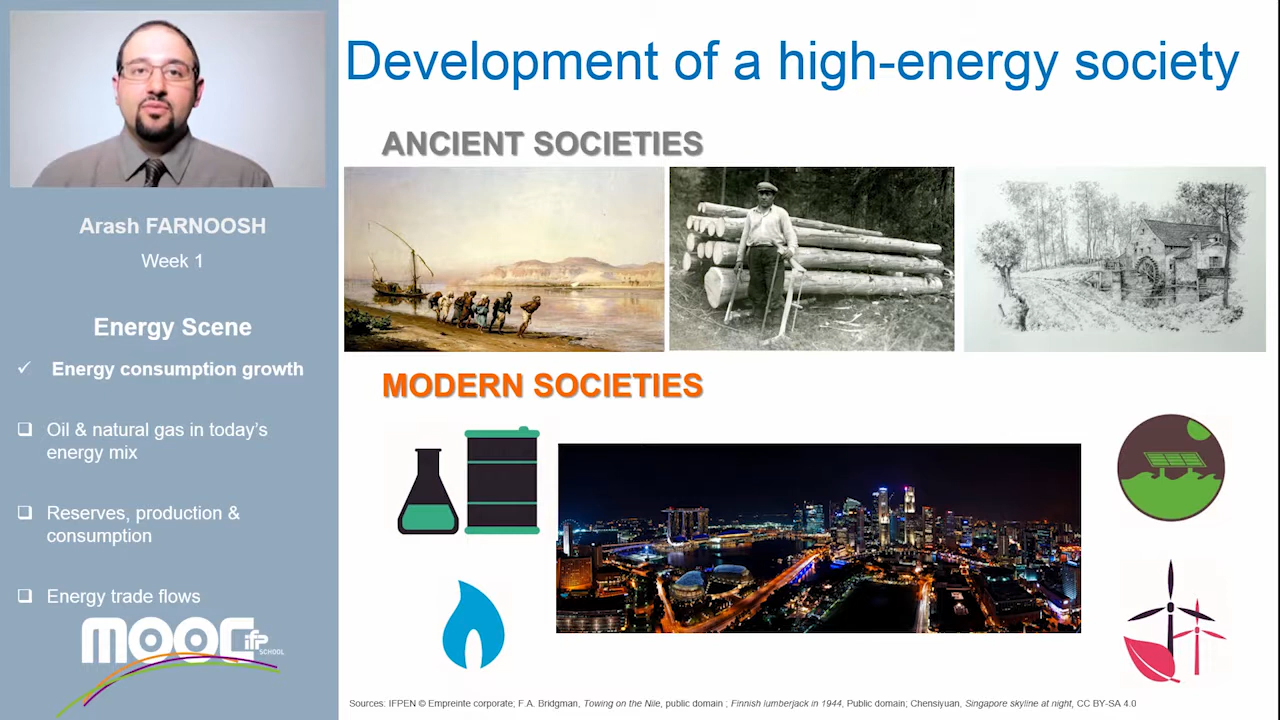 Development of a high-energy society
ANCIENT SOCIETIES
MODERN SOCIETIES
Arash FARNOOSH
Week 1
Energy Scene
Energy consumption growth
Oil & natural gas in today's
energy mix
Reserves, production &
consumption
Energy trade flows
MOOC ifp
SCHOOL
Sources: IFPEN © Empreinte corporate; F.A. Bridgman, Towing on the Nile, public domain ; Finnish lumberjack in 1944, Public domain; Chensiyuan, Singapore skyline at night, CC BY-SA 4.0